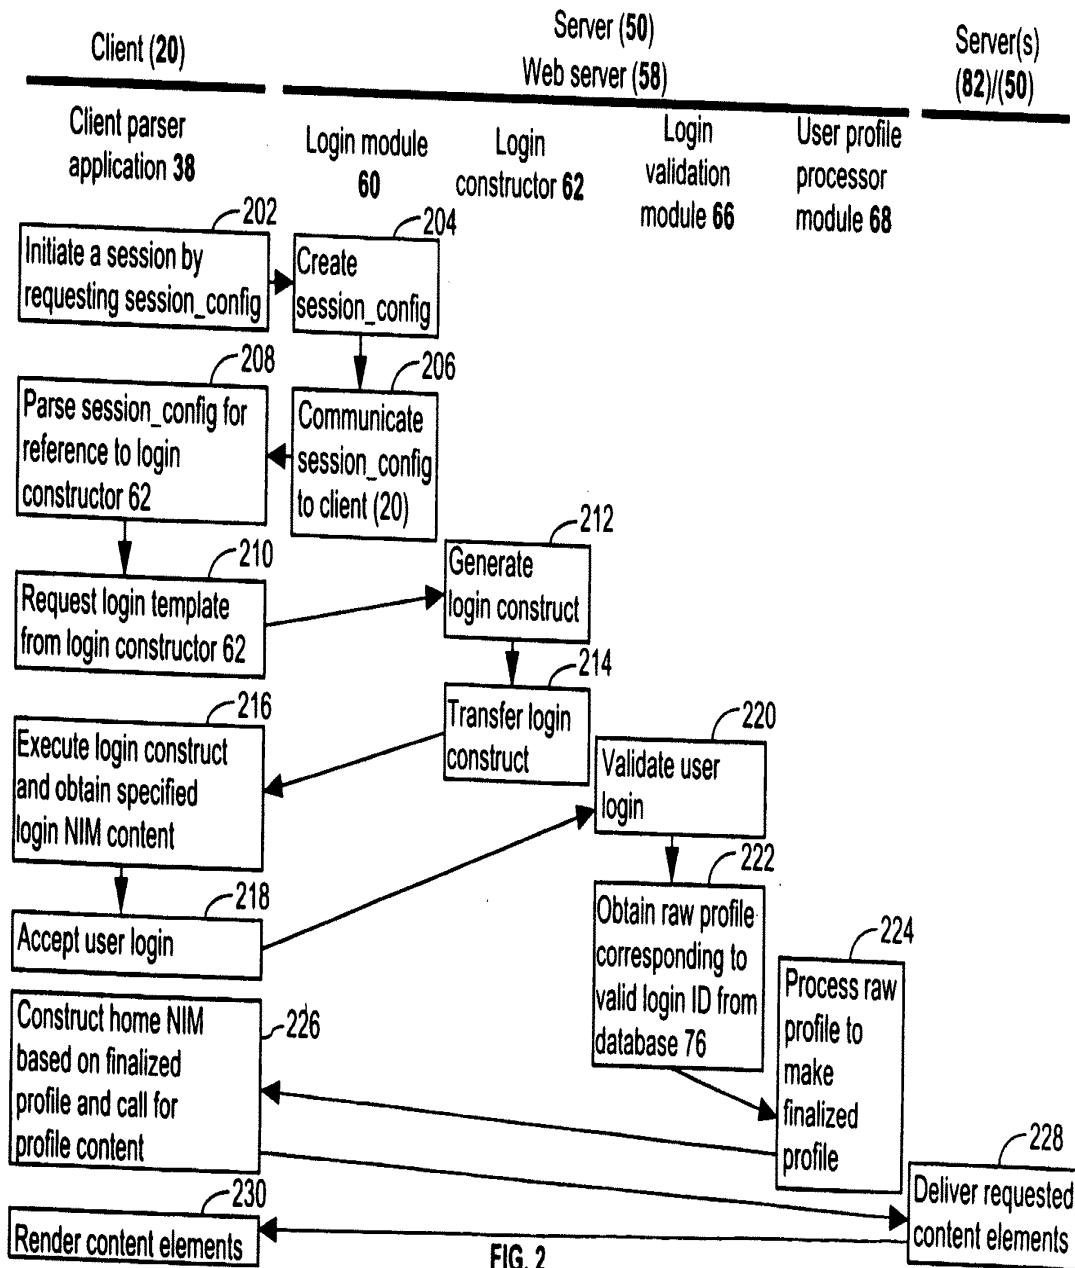 Client (20)
Server (50)
Web server (58)
Server(s)
(82)/(50)
Client parser
application 38
Login module
60
Login
constructor 62
Login
validation
module 66
User profile
processor
module 68
202
Initiate a session by
requesting session_config
204
Create
session_config
206
Communicate
session_config
to client (20)
208
Parse session_config for
reference to login
constructor 62
210
Request login template
from login constructor 62
212
Generate
login construct
214
Transfer login
construct
216
Execute login construct
and obtain specified
login NIM content
218
Accept user login
220
Validate user
login
222
Obtain raw profile
corresponding to
valid login ID from
database 76
224
Process raw
profile to
make
finalized
profile
226
Construct home NIM
based on finalized
profile and call for
profile content
228
Deliver requested
content elements
230
Render content elements
FIG. 2